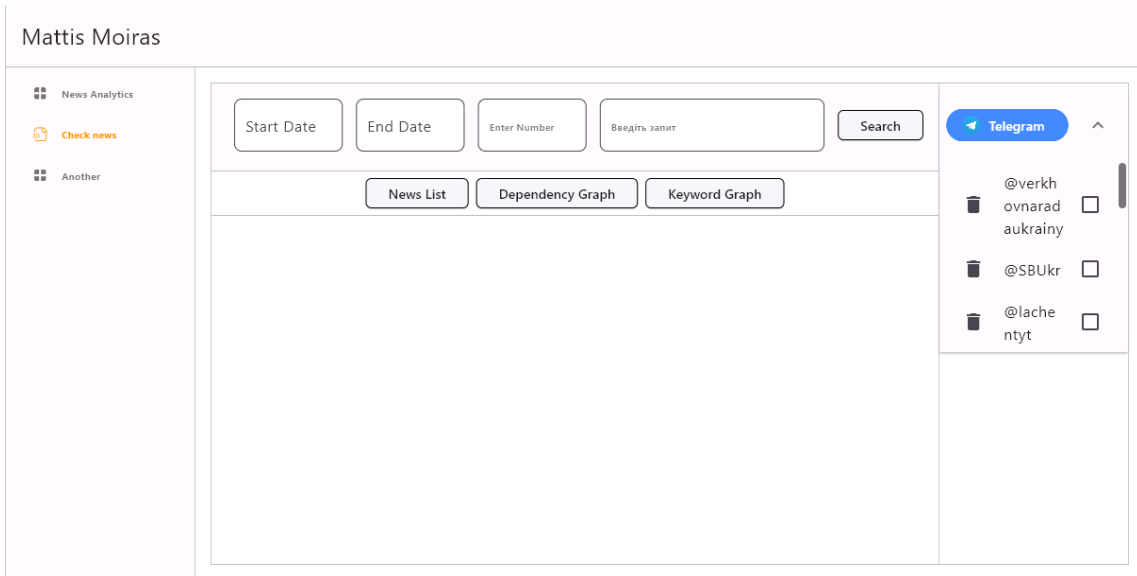 Mattis Moiras
News Analytics
Check news
Another
Start Date
End Date
Enter Number
Введіть запит
Search
News List
Dependency Graph
Keyword Graph
Telegram
@verkh
ovnarad
aukrainy
@SBUkr
@lache
ntyt